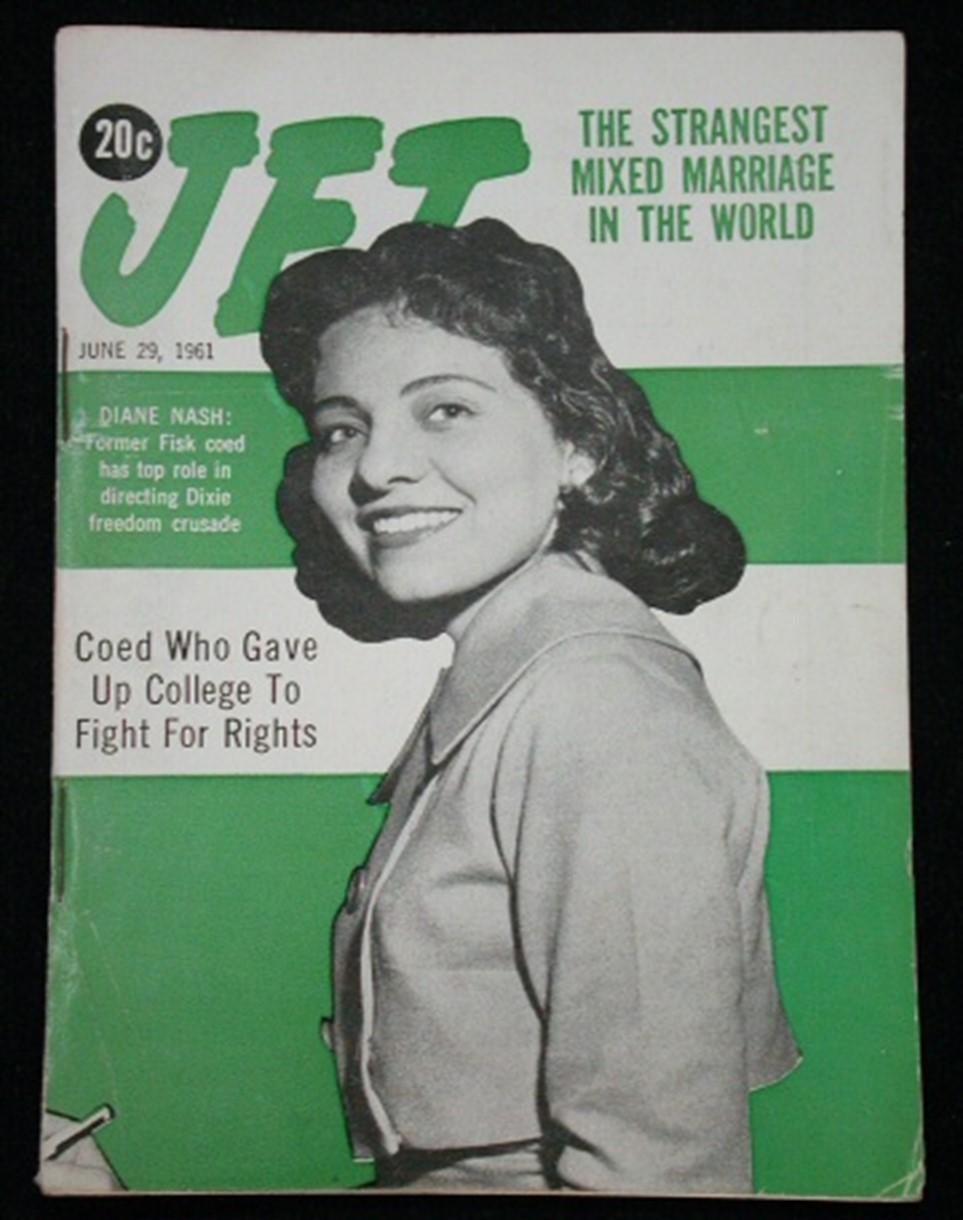 20c
JET
THE STRANGEST
MIXED MARRIAGE
IN THE WORLD
JUNE 29, 1961
DIANE NASH:
Former Fisk coed
has top role in
directing Dixie
freedom crusade
Coed Who Gave
Up College To
Fight For Rights